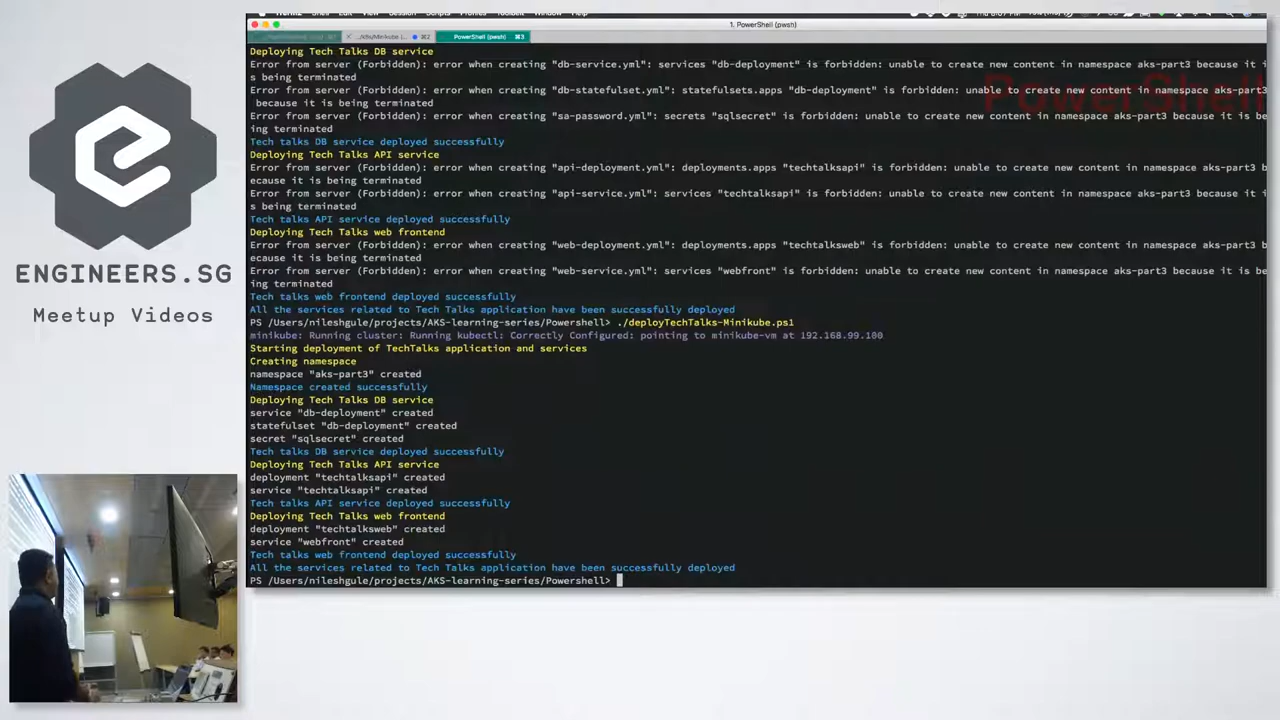 1. PowerShell (pwsh)
PowerShell (pwsh) ⌘3
Deploying Tech Talks DB service
Error from server (Forbidden): error when creating "db-service.yml": services "db-deployment" is forbidden: unable to create new content in namespace aks-part3 because it i
s being terminated
Error from server (Forbidden): error when creating "db-statefulset.yml": statefulsets.apps "db-deployment" is forbidden: unable to create new content in namespace aks-part3
because it is being terminated
Error from server (Forbidden): error when creating "sa-password.yml": secrets "sqlsecret" is forbidden: unable to create new content in namespace aks-part3 because it is be
ing terminated
Tech talks DB service deployed successfully
Deploying Tech Talks API service
Error from server (Forbidden): error when creating "api-deployment.yml": deployments.apps "techtalksapi" is forbidden: unable to create new content in namespace aks-part3 b
ecause it is being terminated
Error from server (Forbidden): error when creating "api-service.yml": services "techtalksapi" is forbidden: unable to create new content in namespace aks-part3 because it i
s being terminated
Tech talks API service deployed successfully
Deploying Tech Talks web frontend
Error from server (Forbidden): error when creating "web-deployment.yml": deployments.apps "techtalksweb" is forbidden: unable to create new content in namespace aks-part3 b
ecause it is being terminated
Error from server (Forbidden): error when creating "web-service.yml": services "webfront" is forbidden: unable to create new content in namespace aks-part3 because it is be
ing terminated
Tech talks web frontend deployed successfully
All the services related to Tech Talks application have been successfully deployed
PS /Users/nileshgule/projects/AKS-learning-series/Powershell> ./deployTechTalks-Minikube.ps1
minikube: Running cluster: Running kubectl: Correctly Configured: pointing to minikube-vm at 192.168.99.100
Starting deployment of TechTalks application and services
Creating namespace
namespace "aks-part3" created
Namespace created successfully
Deploying Tech Talks DB service
service "db-deployment" created
statefulset "db-deployment" created
secret "sqlsecret" created
Tech talks DB service deployed successfully
Deploying Tech Talks API service
deployment "techtalksapi" created
service "techtalksapi" created
Tech talks API service deployed successfully
Deploying Tech Talks web frontend
deployment "techtalksweb" created
service "webfront" created
Tech talks web frontend deployed successfully
All the services related to Tech Talks application have been successfully deployed
PS /Users/nileshgule/projects/AKS-learning-series/Powershell>
PowerShell
ENGINEERS.SG
Meetup Videos